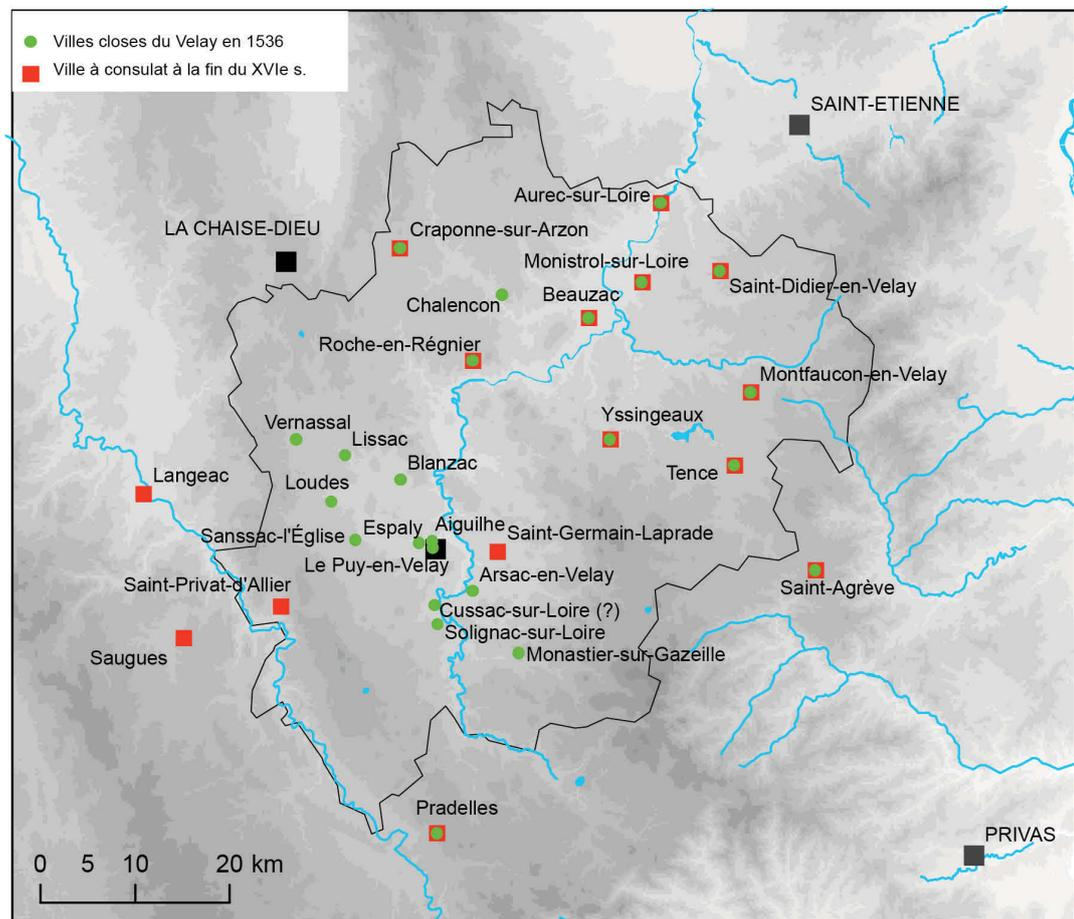 Villes closes du Velay en 1536
Ville à consulat à la fin du XVIe s.
SAINT-ETIENNE
Aurec-sur-Loire
Craponne-sur-Arzon
LA CHAISE-DIEU
Monistrol-sur-Loire
Saint-Didier-en-Velay
Beauzac
Chalencon
Roche-en-Régnier
Montfaucon-en-Velay
Yssingeaux
Vernassal
Lissac
Blanzac
Tence
Langeac
Loudes
Aiguilhe
Espaly
Sanssac-l'Église
Saint-Germain-Laprade
Le Puy-en-Velay
Arsac-en-Velay
Saint-Privat-d'Allier
Saint-Agrève
Cussac-sur-Loire (?)
Solignac-sur-Loire
Saugues
Monastier-sur-Gazeille
Pradelles
PRIVAS
0 5 10 20 km